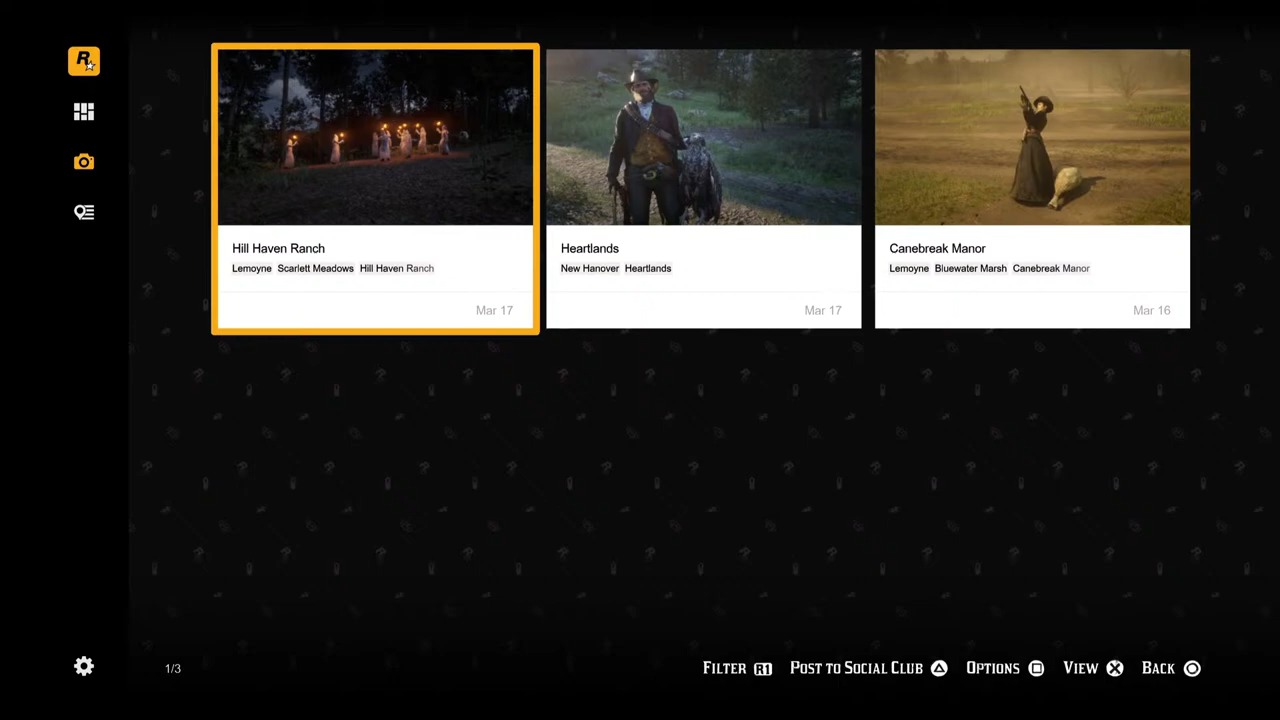 R
Hill Haven Ranch
Lemoyne Scarlett Meadows Hill Haven Ranch
Mar 17
Heartlands
New Hanover Heartlands
Mar 17
Canebreak Manor
Lemoyne Bluewater Marsh Canebreak Manor
Mar 16
1/3
FILTER R1 POST TO SOCIAL CLUB OPTIONS VIEW BACK